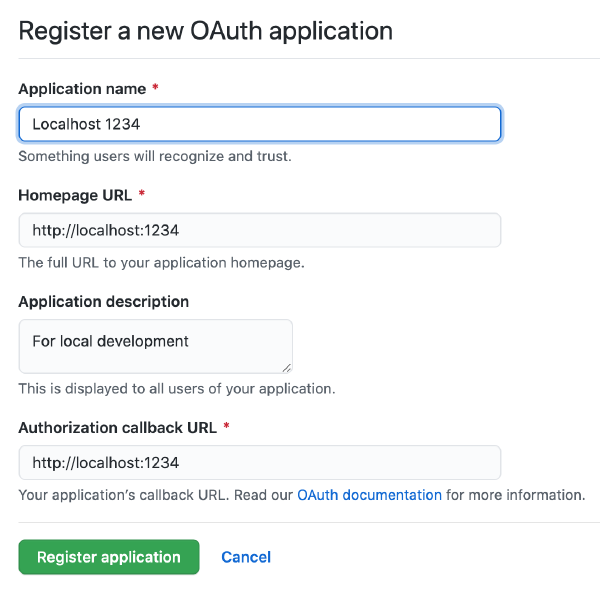 Register a new OAuth application
Application name *
Localhost 1234
Something users will recognize and trust.
Homepage URL *
http://localhost:1234
The full URL to your application homepage.
Application description
For local development
This is displayed to all users of your application.
Authorization callback URL *
http://localhost:1234
Your application’s callback URL. Read our OAuth documentation for more information.
Register application Cancel